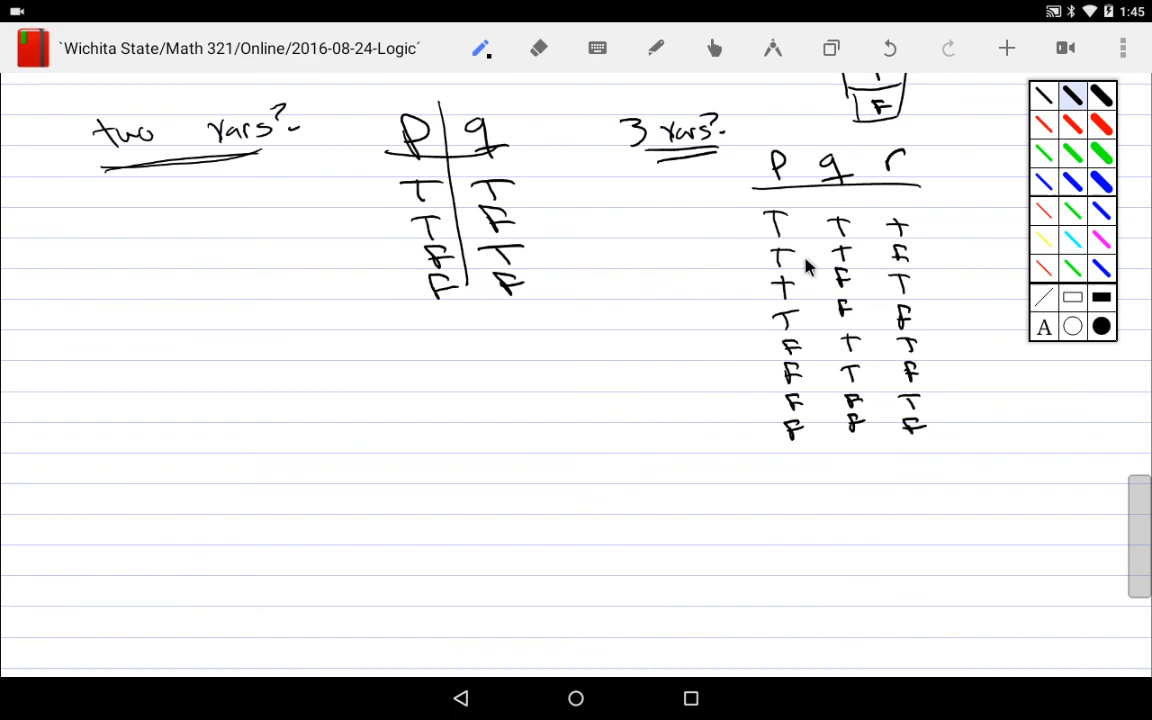 1:45
`Wichita State/Math 321/Online/2016-08-24-Logic´
F
two vars?
p q
T T
T F
F T
F F
3 vars?
p q r
T T T
T T F
T F T
T F F
F T T
F T F
F F T
F F F
A